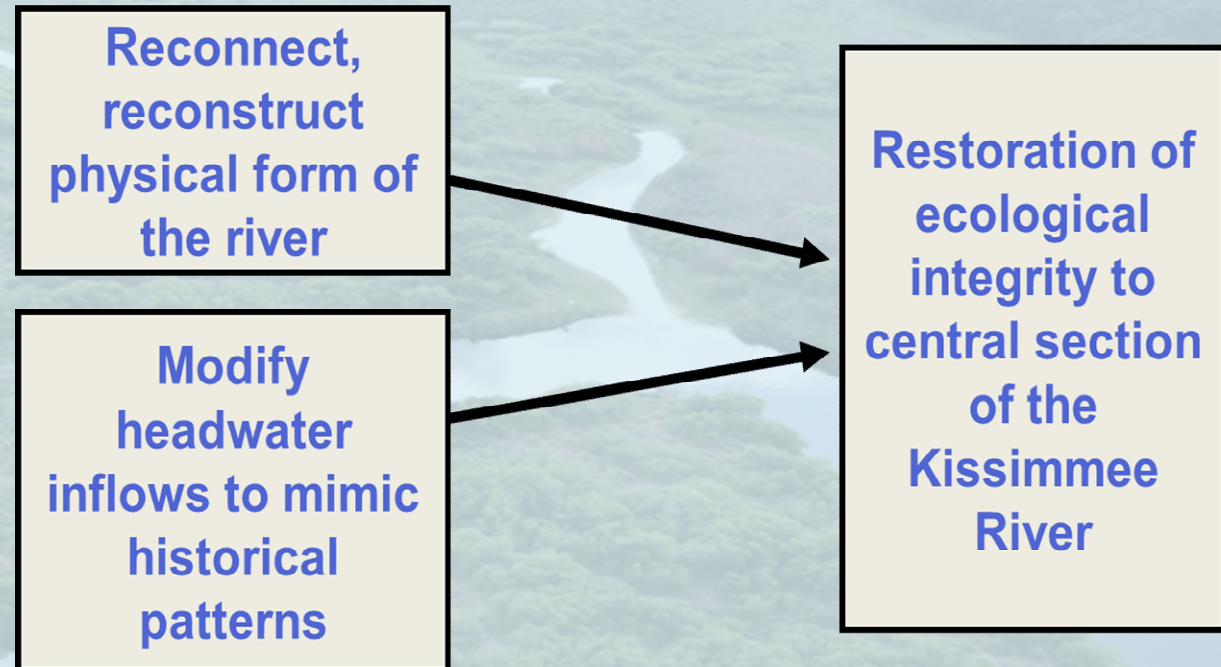 Reconnect,
reconstruct
physical form of
the river
Modify
headwater
inflows to mimic
historical
patterns
Restoration of
ecological
integrity to
central section
of the
Kissimmee
River